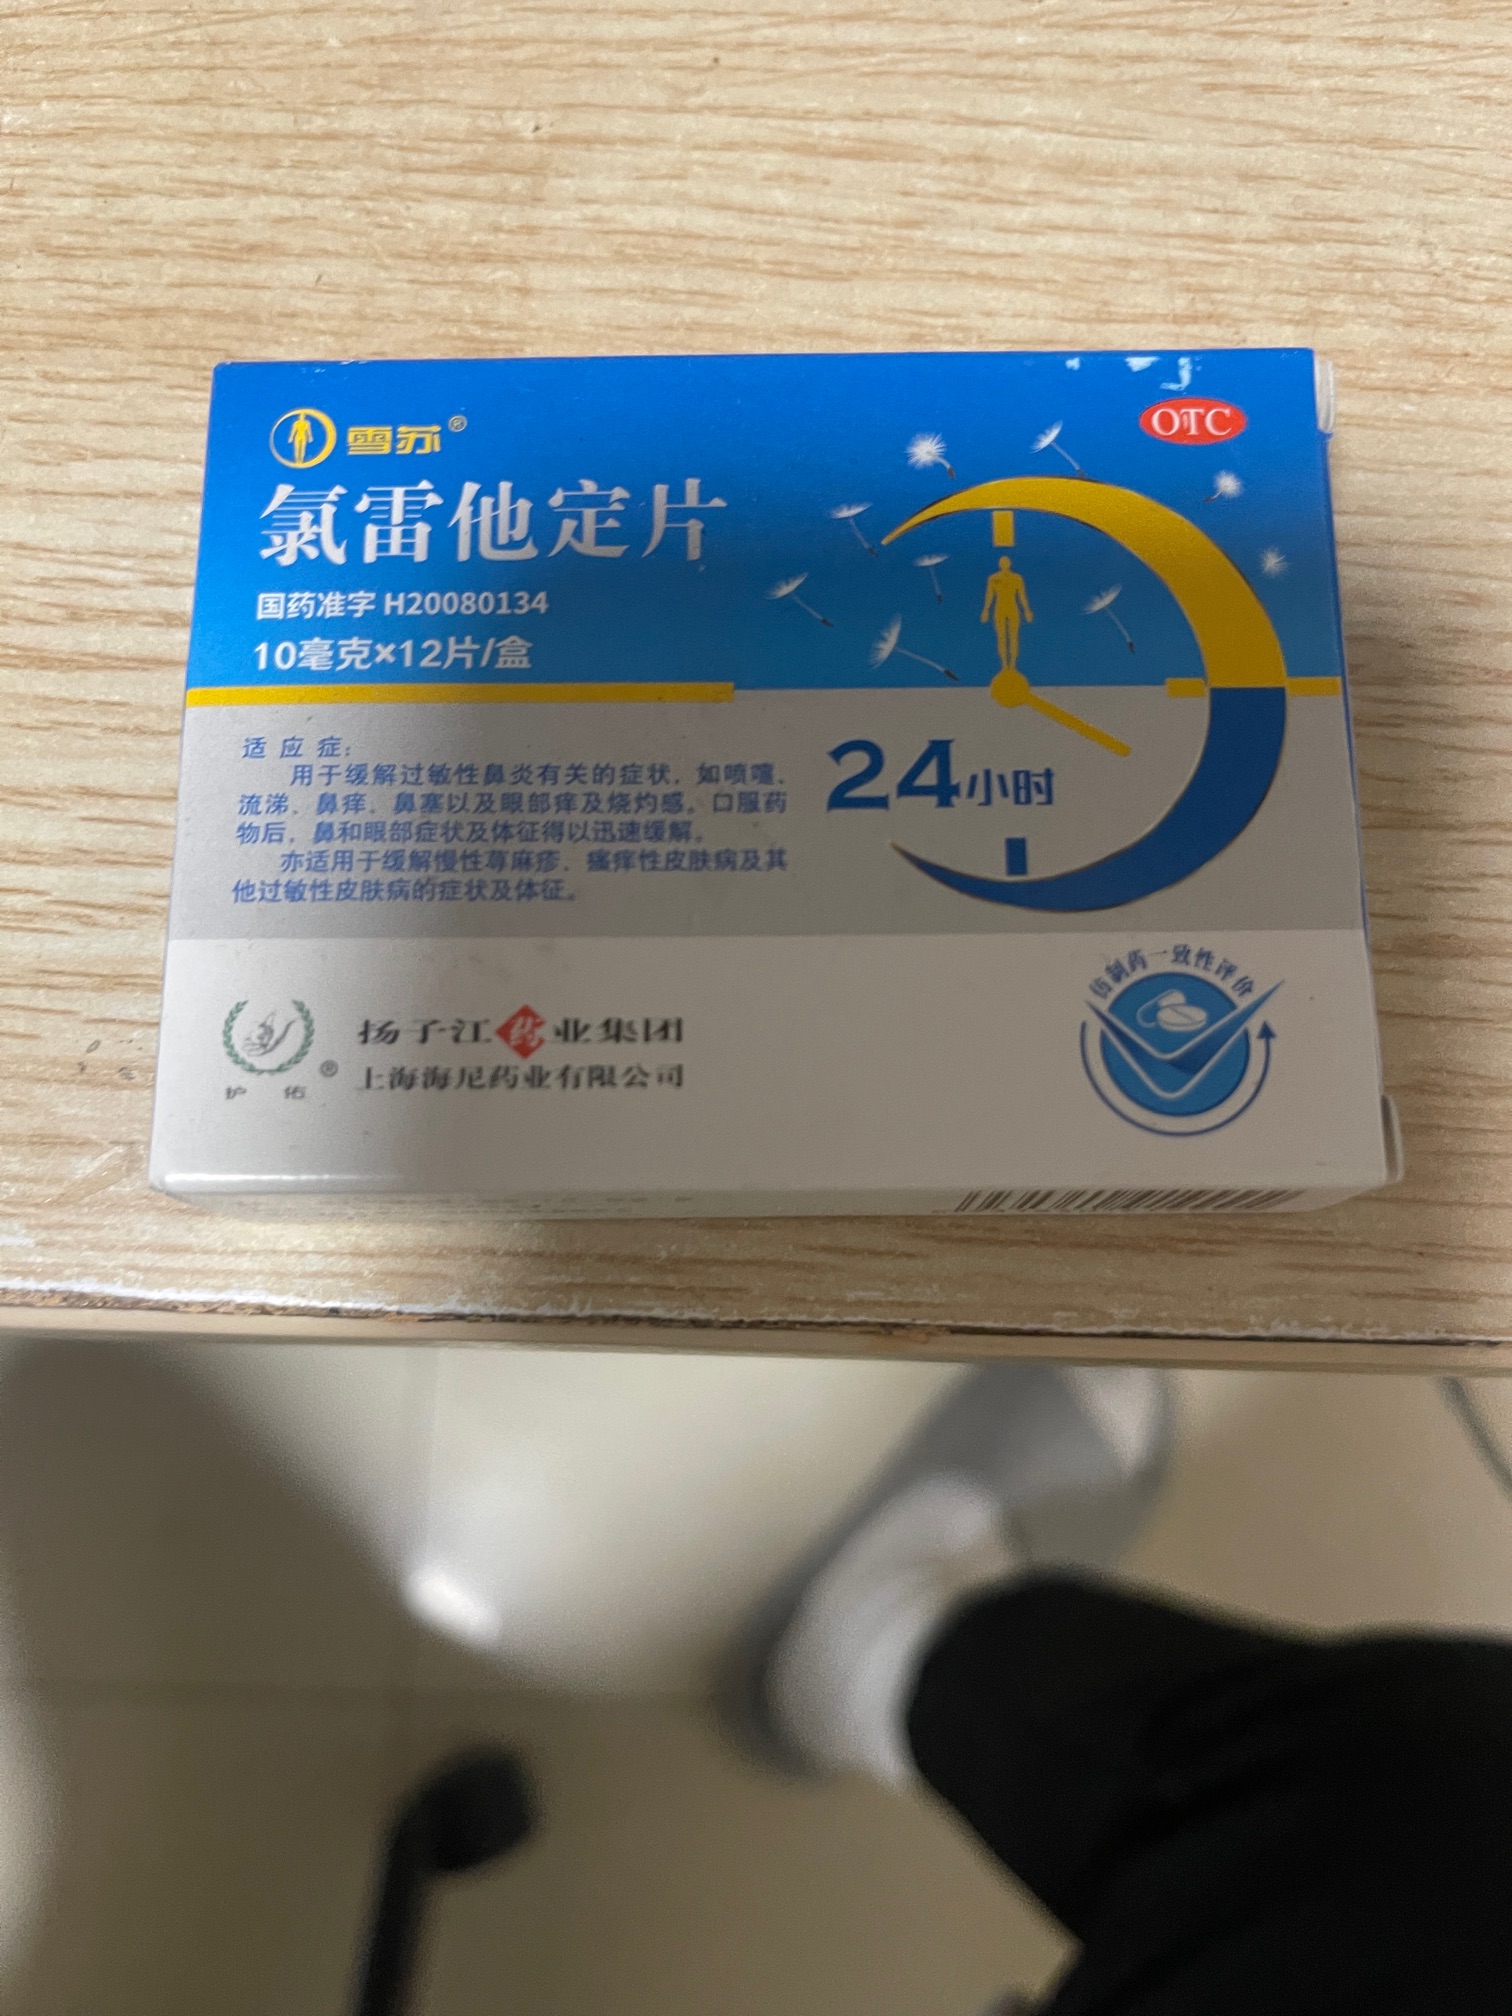 雪苏®
OTC
氯雷他定片
国药准字 H20080134
10毫克×12片/盒
适应症：
用于缓解过敏性鼻炎有关的症状，如喷嚏、
流涕、鼻痒、鼻塞以及眼部痒及烧灼感。口服药
物后，鼻和眼部症状及体征得以迅速缓解。
亦适用于缓解慢性荨麻疹、瘙痒性皮肤病及其
他过敏性皮肤病的症状及体征。
24小时
仿制药一致性评价
护佑®
扬子江药业集团
上海海尼药业有限公司